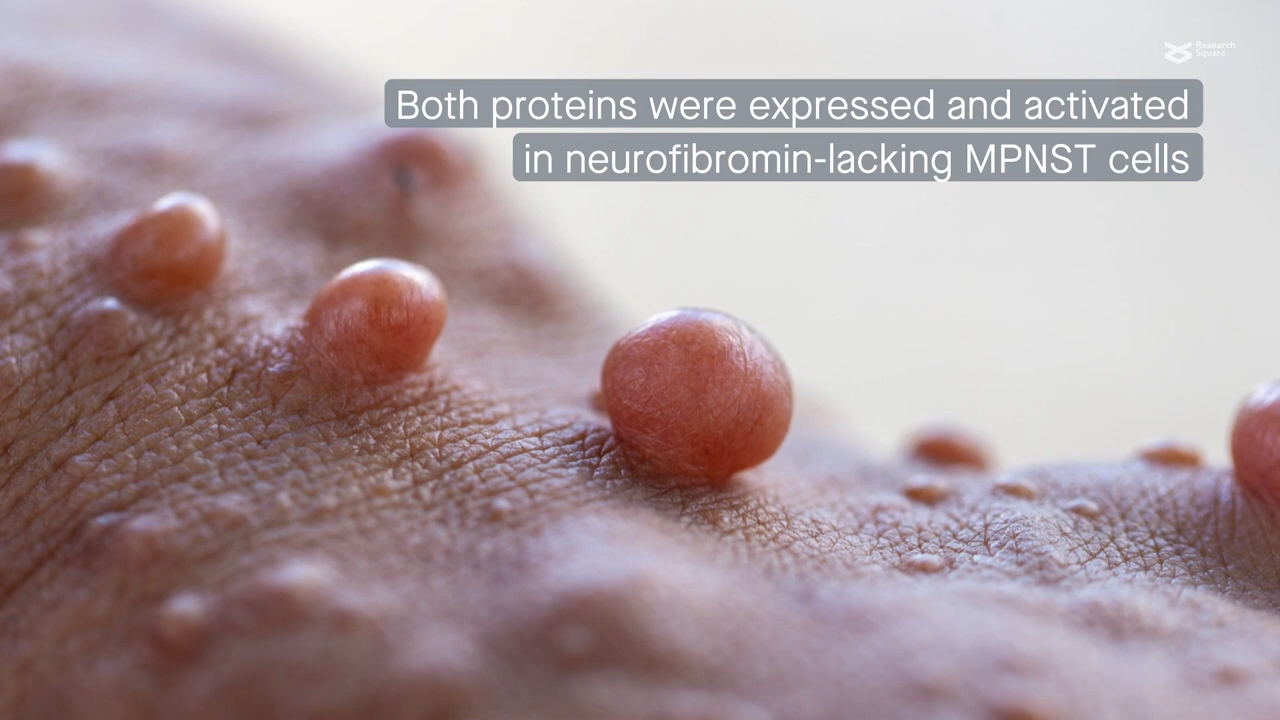 Research
Square
Both proteins were expressed and activated
in neurofibromin-lacking MPNST cells